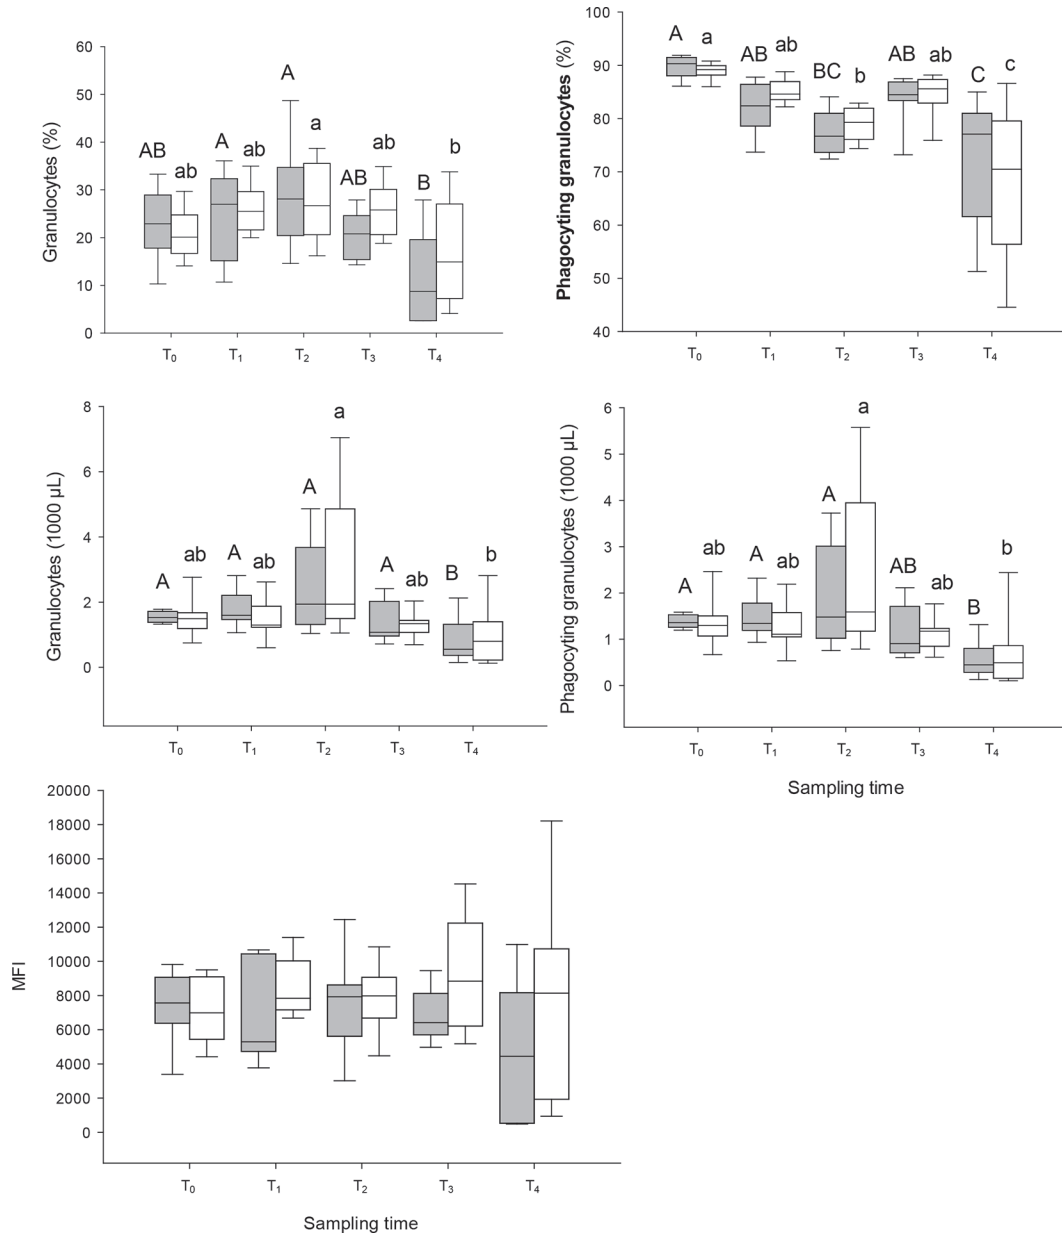 Granulocytes (%)
60
50
40
30
20
10
0
AB
ab
A
ab
A
a
AB
ab
B
b
T0
T1
T2
T3
T4
Phagocyting granulocytes (%)
100
90
80
70
60
50
40
A
a
AB
ab
BC
b
AB
ab
C
c
T0
T1
T2
T3
T4
Granulocytes (1000 µL)
8
6
4
2
0
A
ab
A
ab
A
a
A
ab
B
b
T0
T1
T2
T3
T4
Phagocyting granulocytes (1000 µL)
6
5
4
3
2
1
0
A
ab
A
ab
A
a
AB
ab
B
b
T0
T1
T2
T3
T4
Sampling time
MFI
20000
18000
16000
14000
12000
10000
8000
6000
4000
2000
0
T0
T1
T2
T3
T4
Sampling time